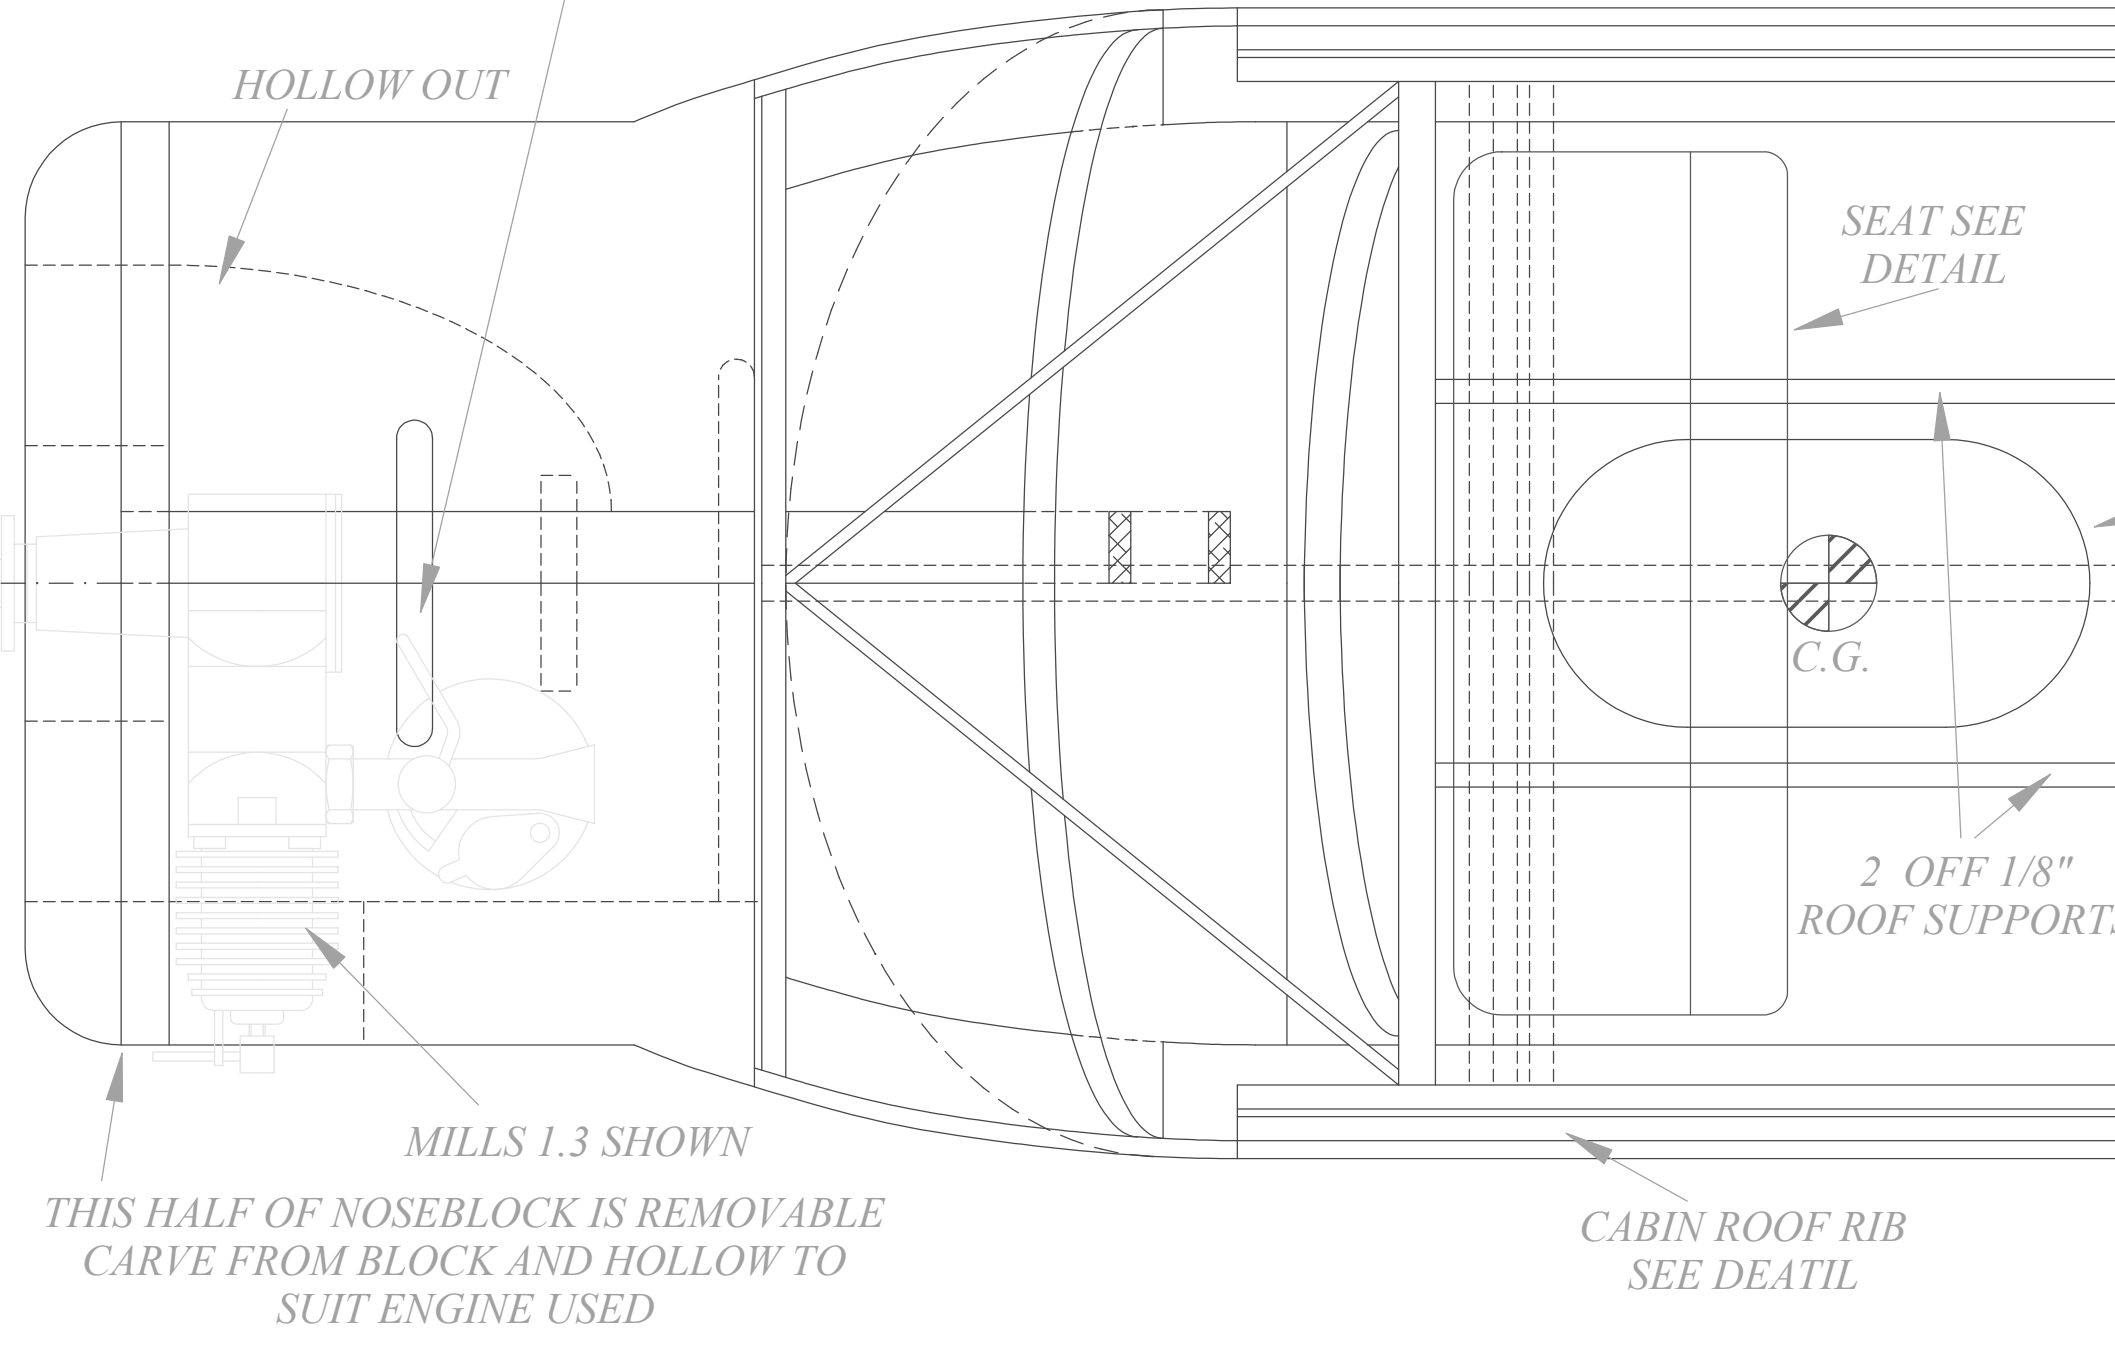 HOLLOW OUT
SEAT SEE
DETAIL
C.G.
2 OFF 1/8"
ROOF SUPPORTS
MILLS 1.3 SHOWN
THIS HALF OF NOSEBLOCK IS REMOVABLE
CARVE FROM BLOCK AND HOLLOW TO
SUIT ENGINE USED
CABIN ROOF RIB
SEE DEATIL